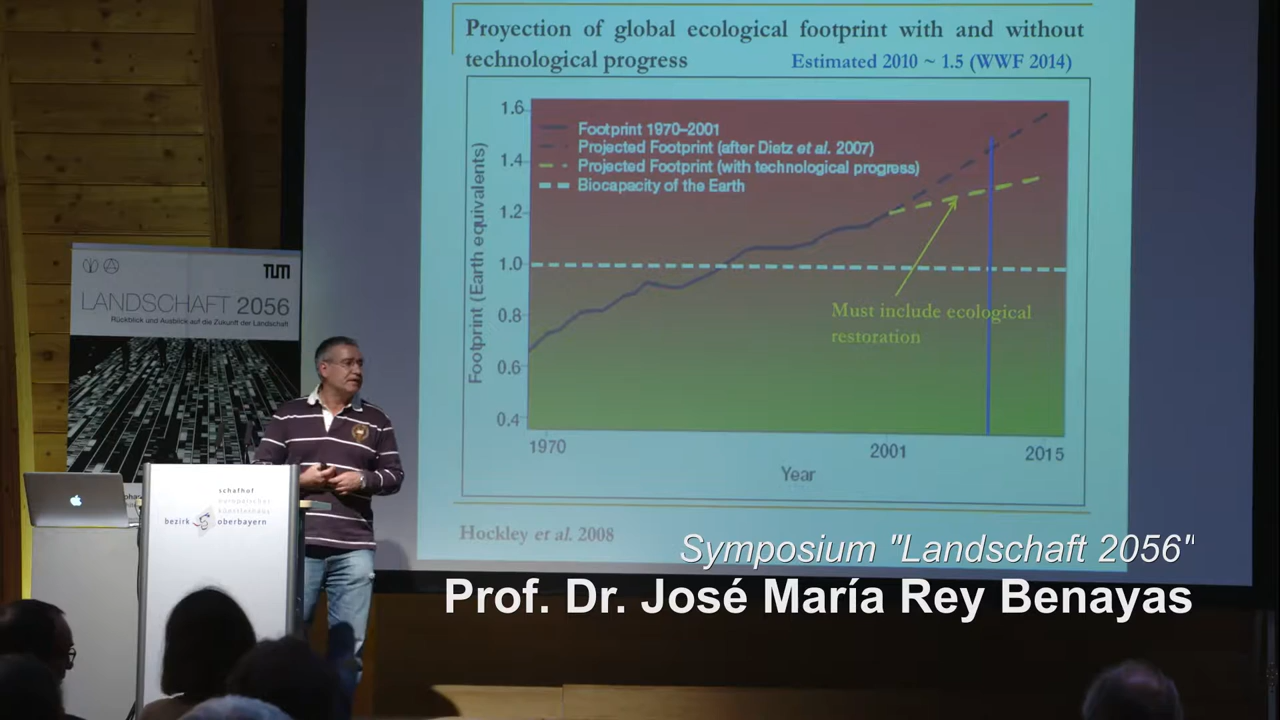 Proyection of global ecological footprint with and without
technological progress
Estimated 2010 ~ 1.5 (WWF 2014)
Footprint (Earth equivalents)
1.6
1.4
1.2
1.0
0.8
0.6
0.4
Footprint 1970–2001
Projected Footprint (after Dietz et al. 2007)
Projected Footprint (with technological progress)
Biocapacity of the Earth
Must include ecological
restoration
1970
2001
2015
Year
Hockley et al. 2008
TUM
LANDSCHAFT 2056
Rückblick und Ausblick auf die Zukunft der Landschaft
schafhof
europäisches
künstlerhaus
bezirk oberbayern
Symposium "Landschaft 2056"
Prof. Dr. José María Rey Benayas